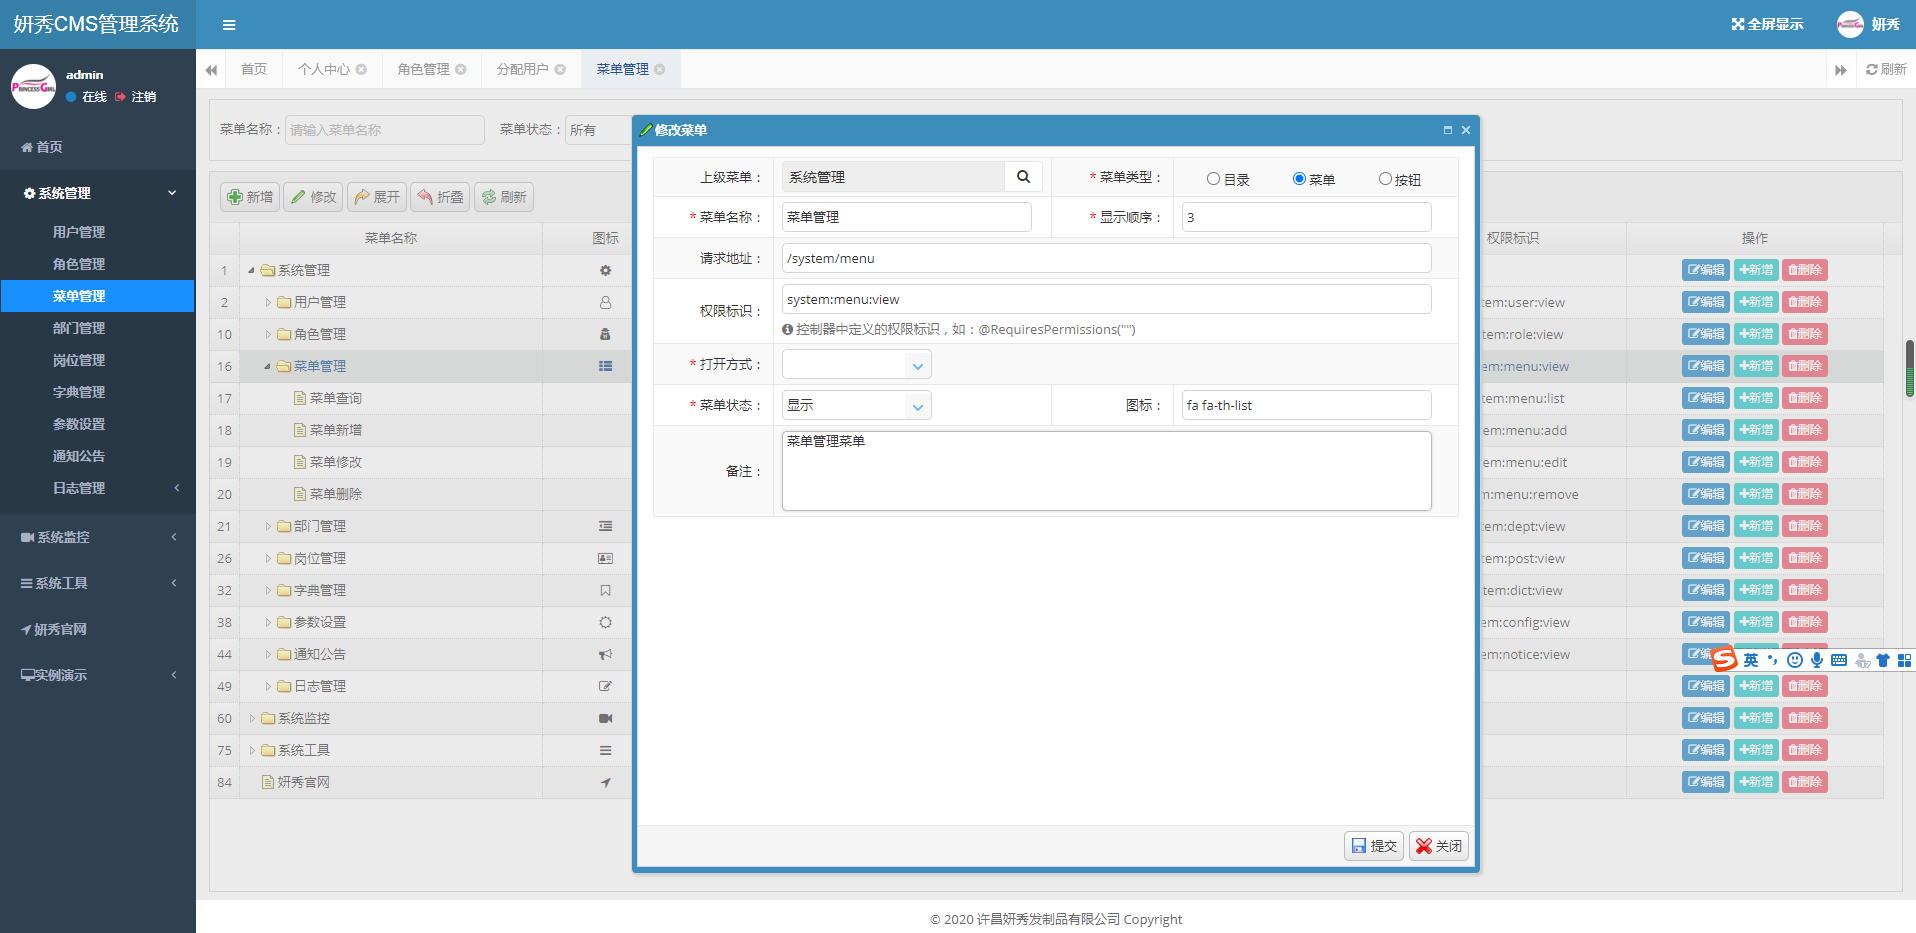 妍秀CMS管理系统
全屏显示
妍秀
PRINCESS GIRL
admin
在线 注销
首页
系统管理
用户管理
角色管理
菜单管理
部门管理
岗位管理
字典管理
参数设置
通知公告
日志管理
系统监控
系统工具
妍秀官网
实例演示
首页 个人中心 角色管理 分配用户 菜单管理 刷新
菜单名称： 请输入菜单名称 菜单状态： 所有
新增 修改 展开 折叠 刷新
菜单名称 图标 权限标识 操作
1 系统管理 编辑 新增 删除
2 用户管理 tem:user:view 编辑 新增 删除
10 角色管理 tem:role:view 编辑 新增 删除
16 菜单管理 em:menu:view 编辑 新增 删除
17 菜单查询 tem:menu:list 编辑 新增 删除
18 菜单新增 em:menu:add 编辑 新增 删除
19 菜单修改 em:menu:edit 编辑 新增 删除
20 菜单删除 n:menu:remove 编辑 新增 删除
21 部门管理 tem:dept:view 编辑 新增 删除
26 岗位管理 tem:post:view 编辑 新增 删除
32 字典管理 tem:dict:view 编辑 新增 删除
38 参数设置 em:config:view 编辑 新增 删除
44 通知公告 em:notice:view 编
49 日志管理 编辑 新增 删除
60 系统监控 编辑 新增 删除
75 系统工具 编辑 新增 删除
84 妍秀官网 编辑 新增 删除
修改菜单
上级菜单： 系统管理 * 菜单类型： 目录 菜单 按钮
* 菜单名称： 菜单管理 * 显示顺序： 3
请求地址： /system/menu
权限标识： system:menu:view
控制器中定义的权限标识，如：@RequiresPermissions("")
* 打开方式：
* 菜单状态： 显示 图标： fa fa-th-list
备注： 菜单管理菜单
提交 关闭
S 英
© 2020 许昌妍秀发制品有限公司 Copyright